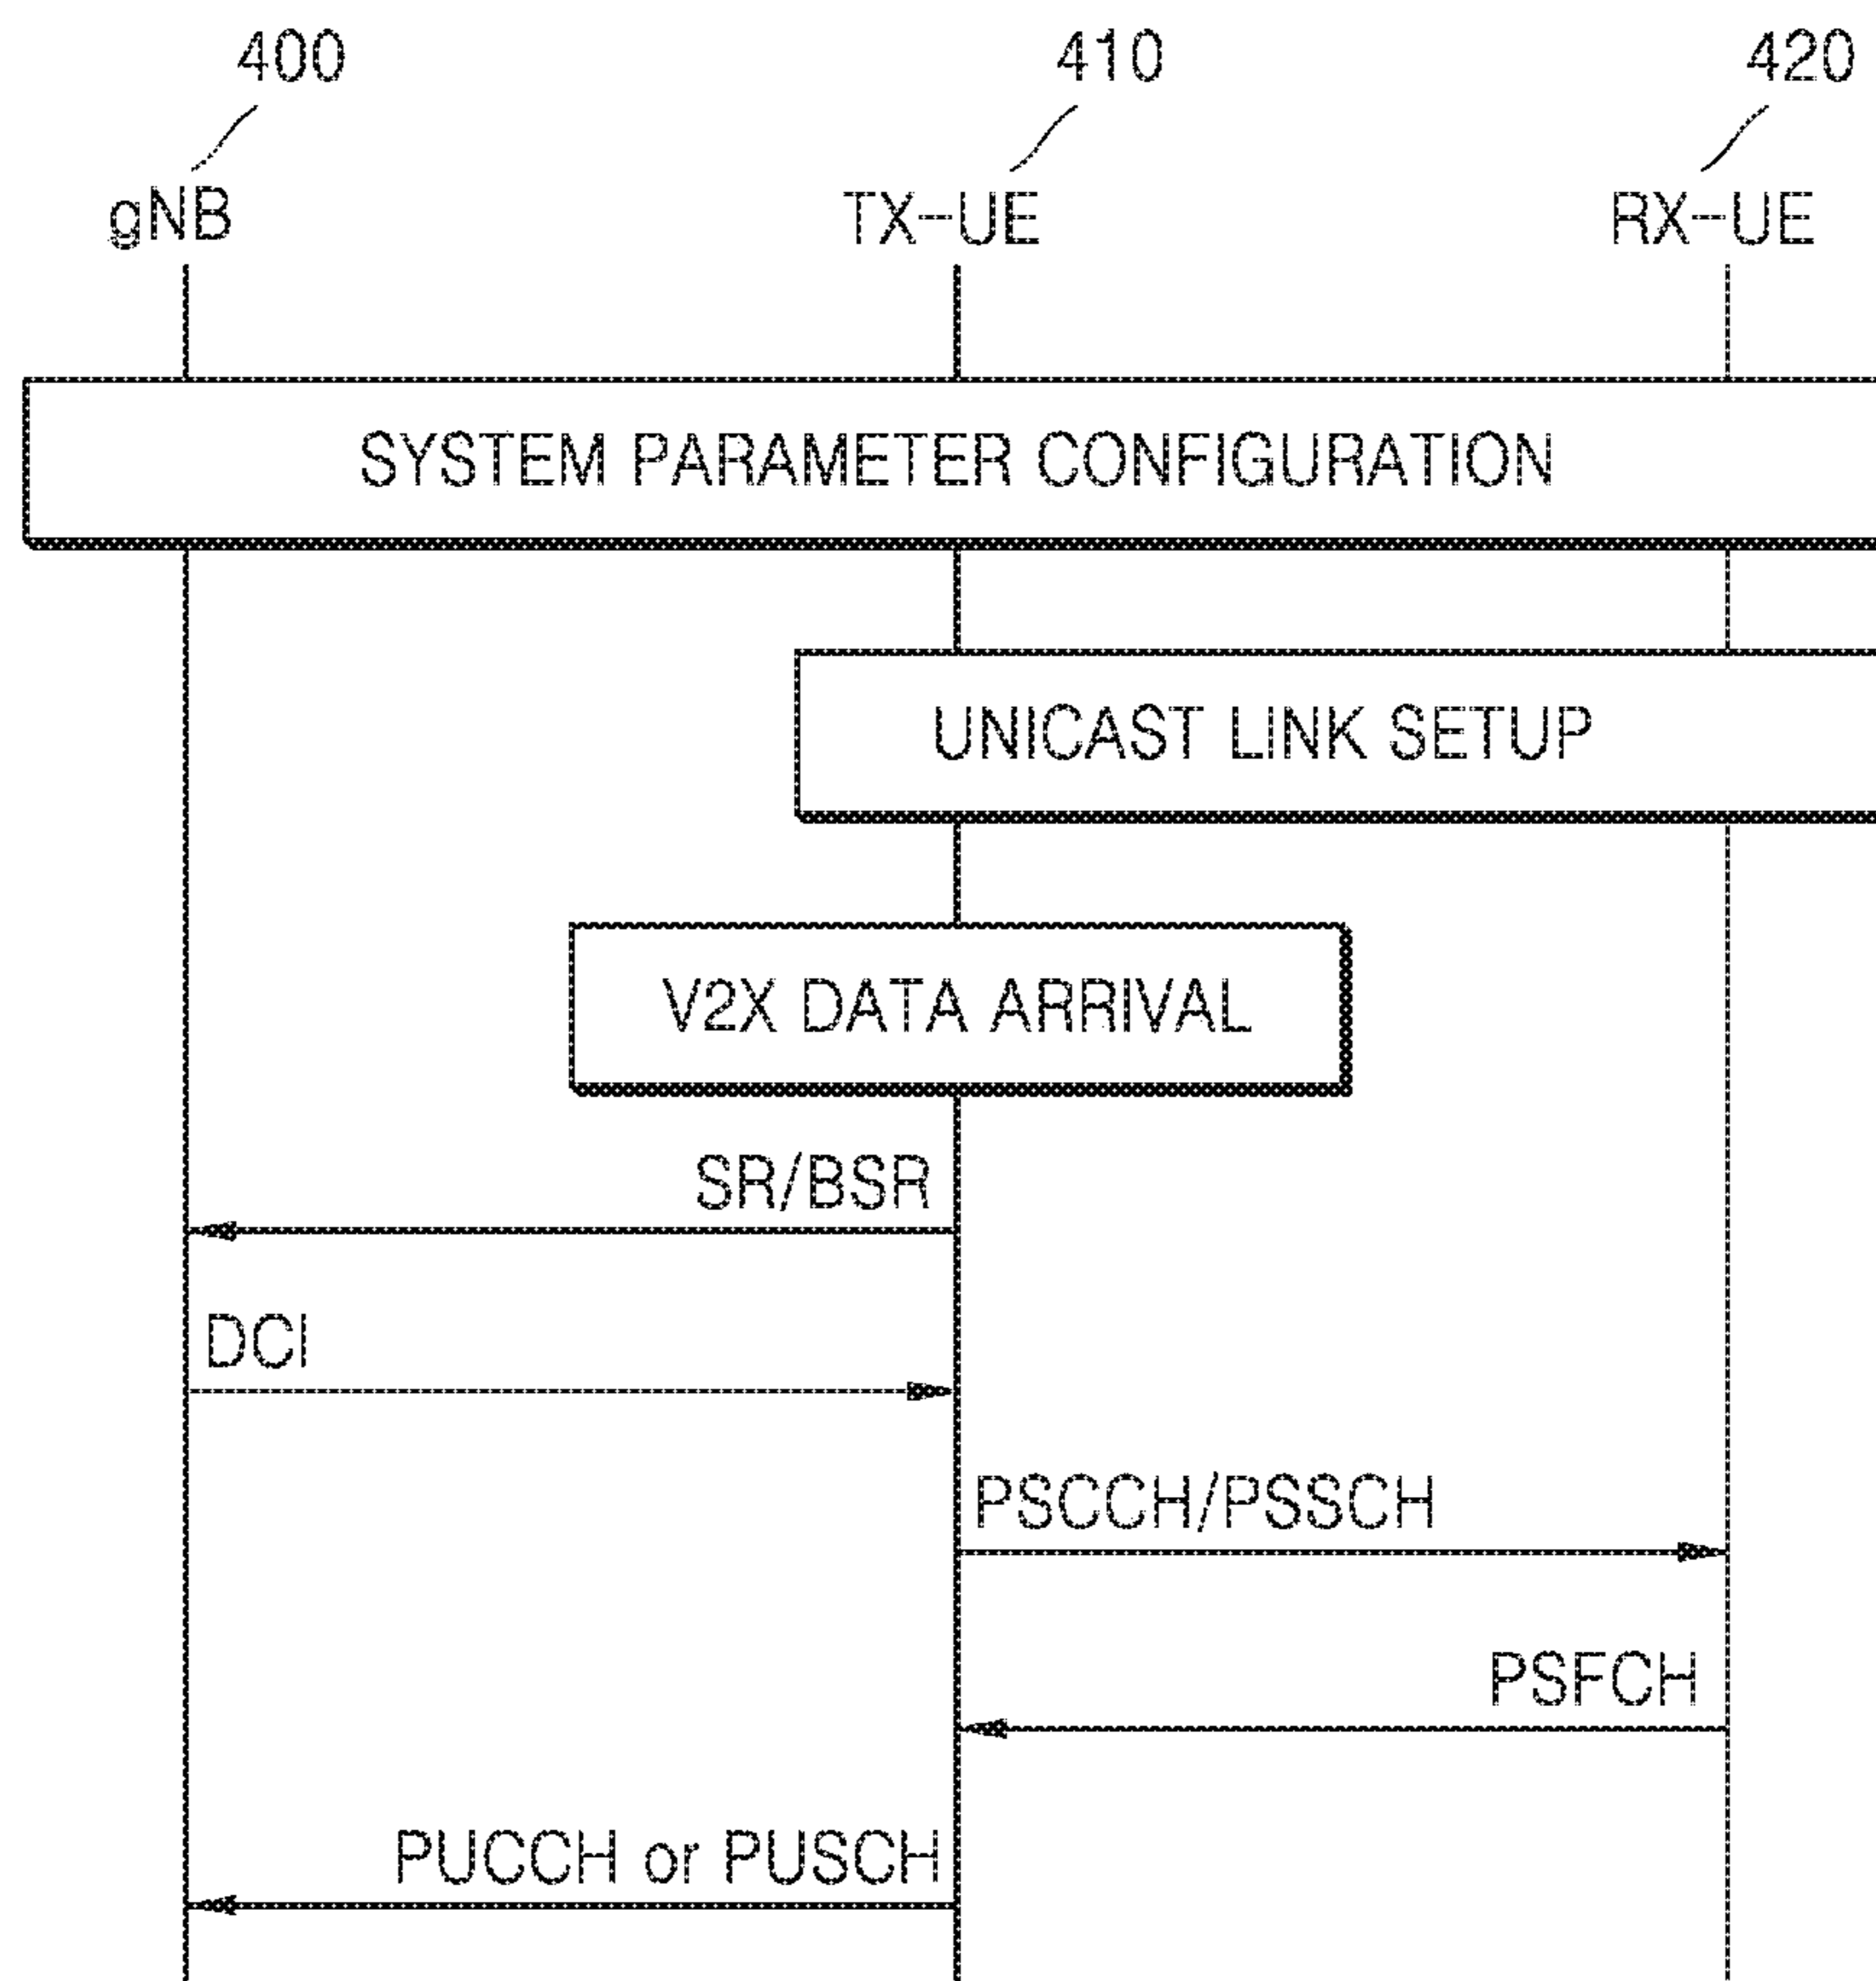 400 410 420
gNB TX-UE RX-UE
SYSTEM PARAMETER CONFIGURATION
UNICAST LINK SETUP
V2X DATA ARRIVAL
SR/BSR
DCI
PSCCH/PSSCH
PSFCH
PUCCH or PUSCH